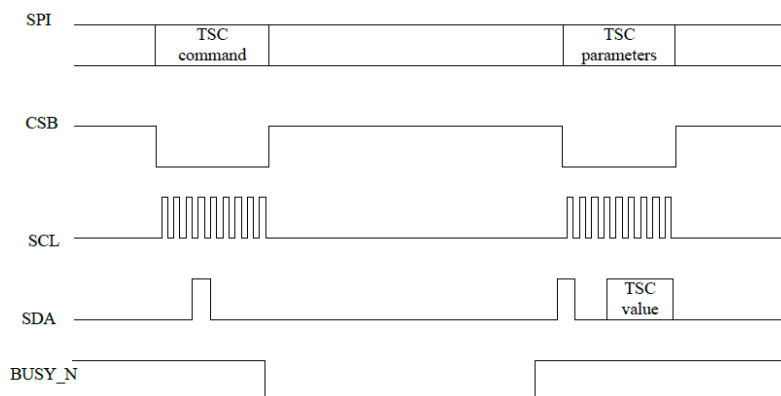 SPI
TSC
command
TSC
parameters
CSB
SCL
SDA
TSC
value
BUSY_N